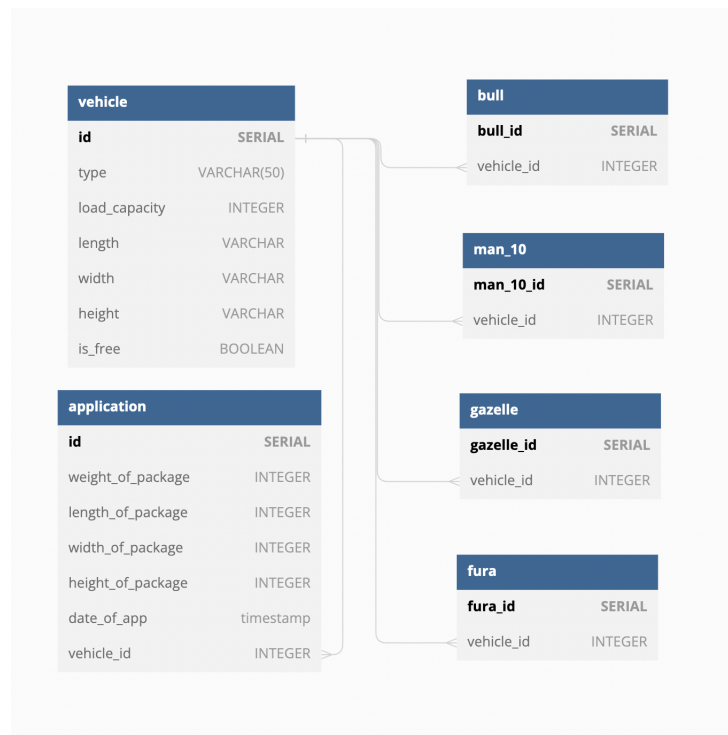 vehicle
id SERIAL
type VARCHAR(50)
load_capacity INTEGER
length VARCHAR
width VARCHAR
height VARCHAR
is_free BOOLEAN
application
id SERIAL
weight_of_package INTEGER
length_of_package INTEGER
width_of_package INTEGER
height_of_package INTEGER
date_of_app timestamp
vehicle_id INTEGER
bull
bull_id SERIAL
vehicle_id INTEGER
man_10
man_10_id SERIAL
vehicle_id INTEGER
gazelle
gazelle_id SERIAL
vehicle_id INTEGER
fura
fura_id SERIAL
vehicle_id INTEGER